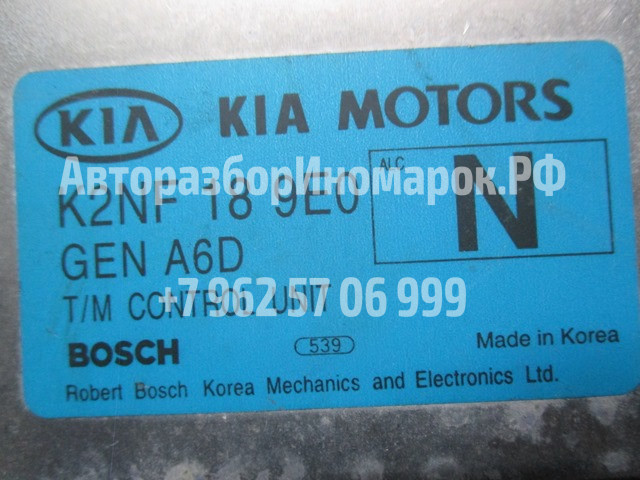 KIA KIA MOTORS
АвторазборИномарок.РФ
A/C N
K2NF 18 9E0
GEN A6D
+7 962 57 06 999
T/M CONTROL UNIT
BOSCH 539 Made in Korea
Robert Bosch Korea Mechanics and Electronics Ltd.